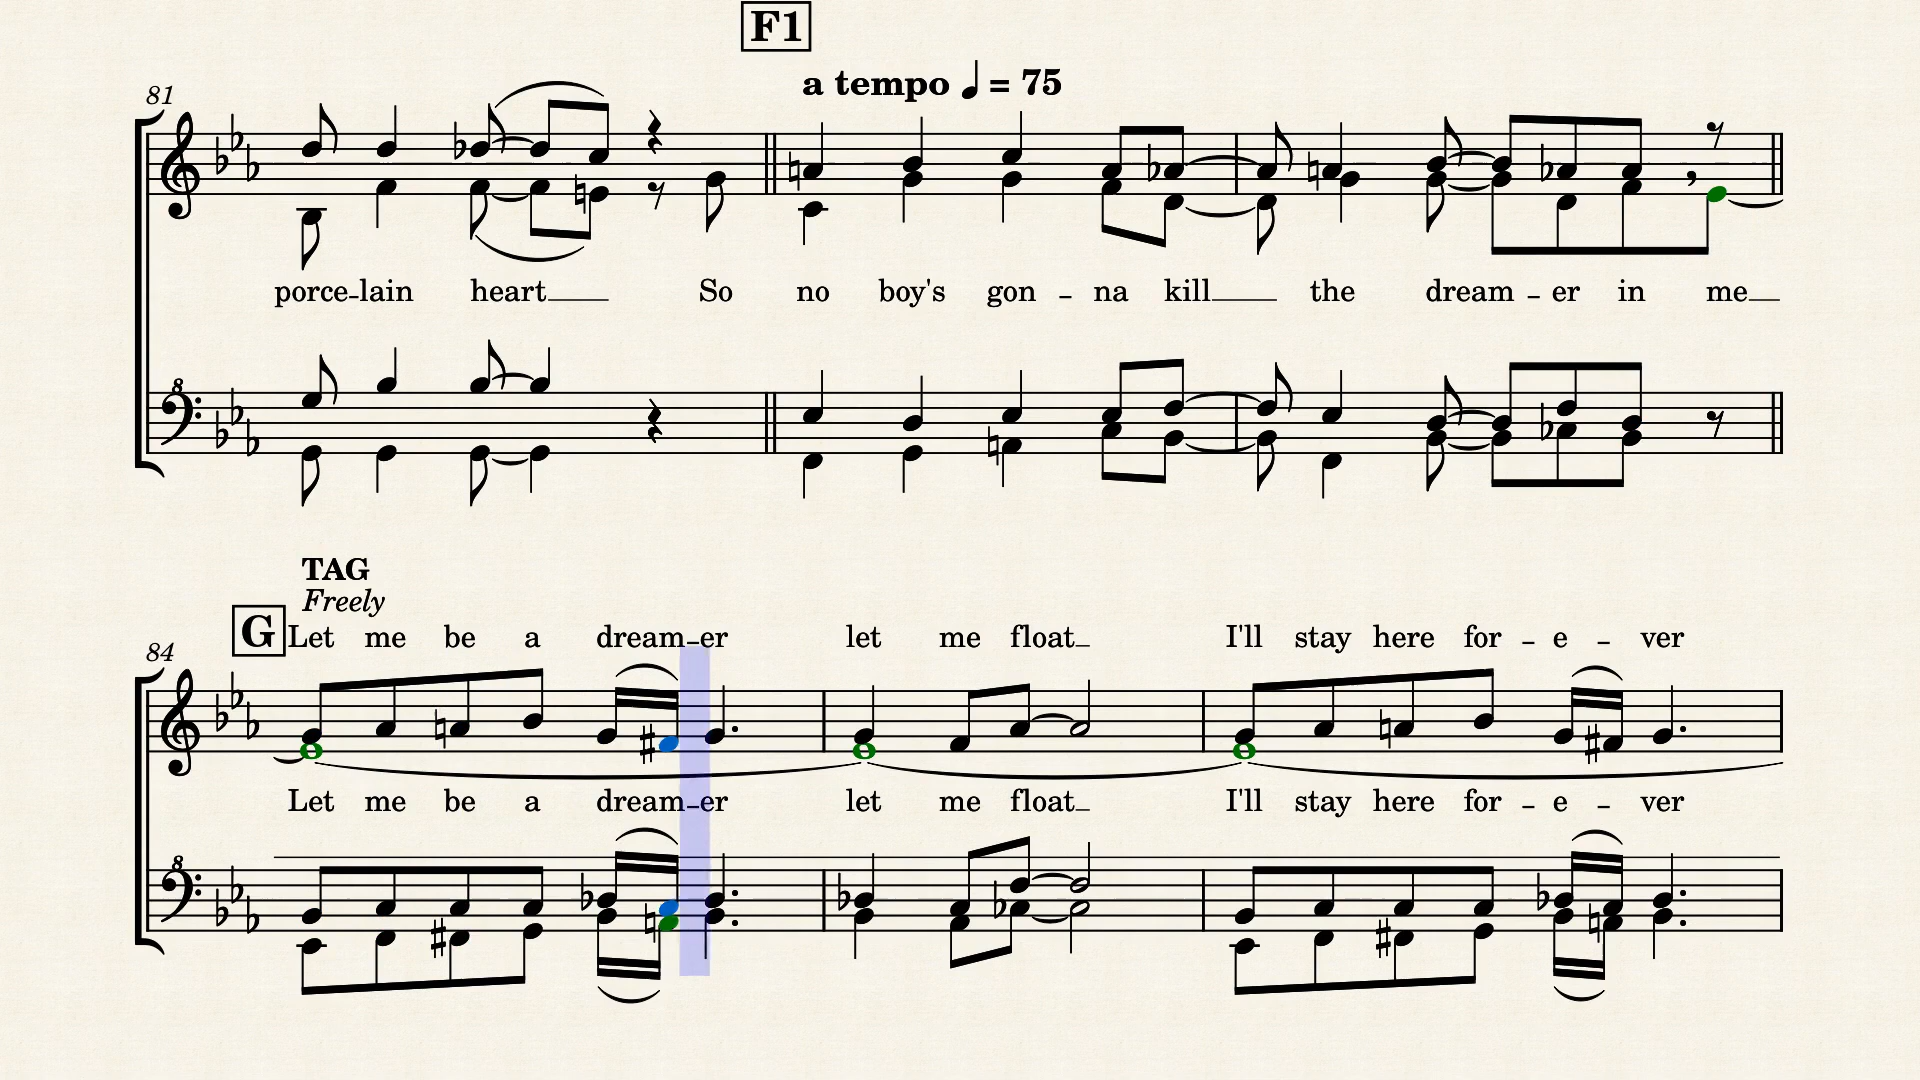 F1
a tempo ♩ = 75
81
porce-lain heart So no boy's gon - na kill the dream - er in me
8
TAG
Freely
G
Let me be a dream-er let me float I'll stay here for - e - ver
84
Let me be a dream-er let me float I'll stay here for - e - ver
8